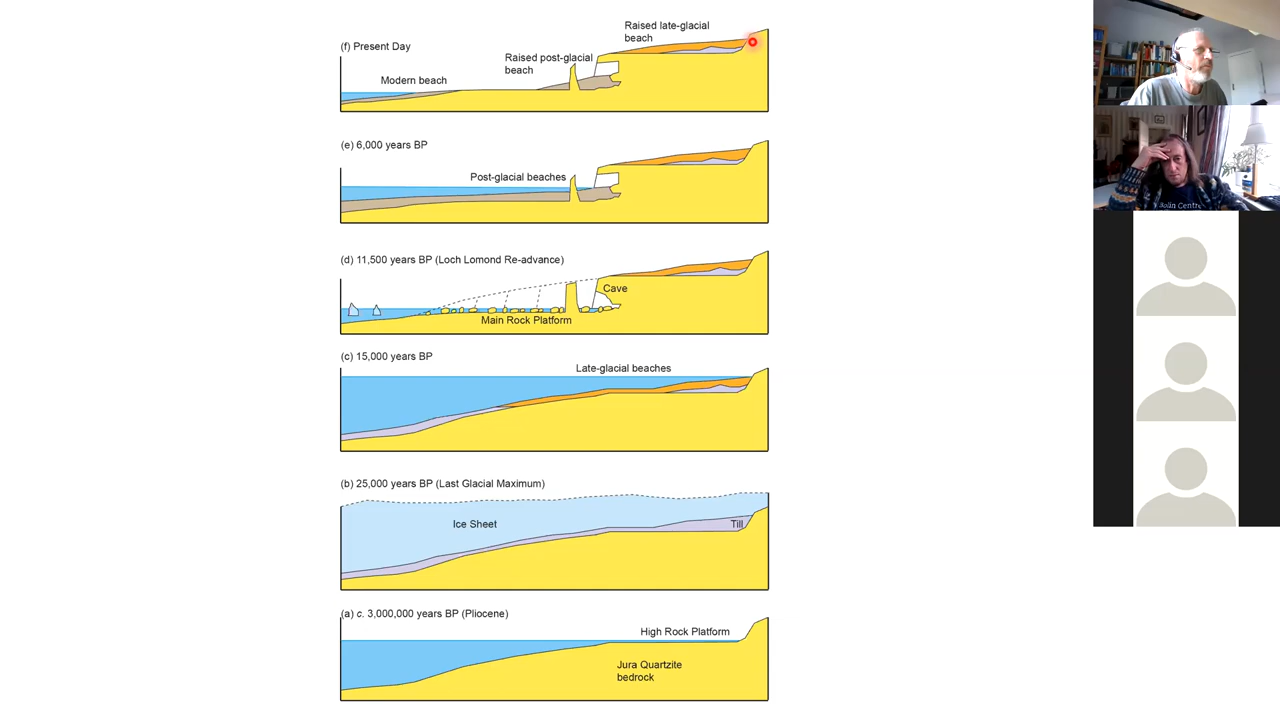 Raised late-glacial
beach
(f) Present Day
Raised post-glacial
beach
Modern beach
(e) 6,000 years BP
Post-glacial beaches
(d) 11,500 years BP (Loch Lomond Re-advance)
Cave
Main Rock Platform
(c) 15,000 years BP
Late-glacial beaches
(b) 25,000 years BP (Last Glacial Maximum)
Ice Sheet
Till
(a) c. 3,000,000 years BP (Pliocene)
High Rock Platform
Jura Quartzite
bedrock
Centre